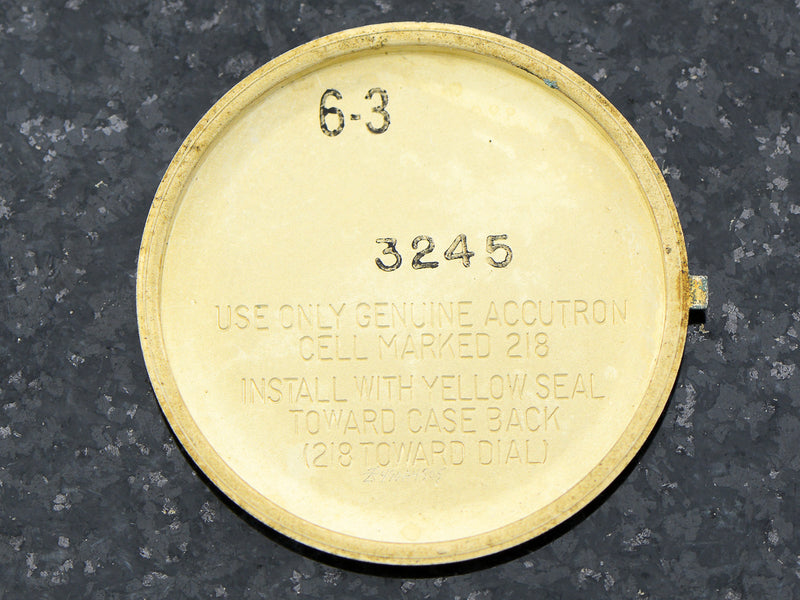 6-3
3245
USE ONLY GENUINE ACCUTRON
CELL MARKED 218
INSTALL WITH YELLOW SEAL
TOWARD CASE BACK
(218 TOWARD DIAL)